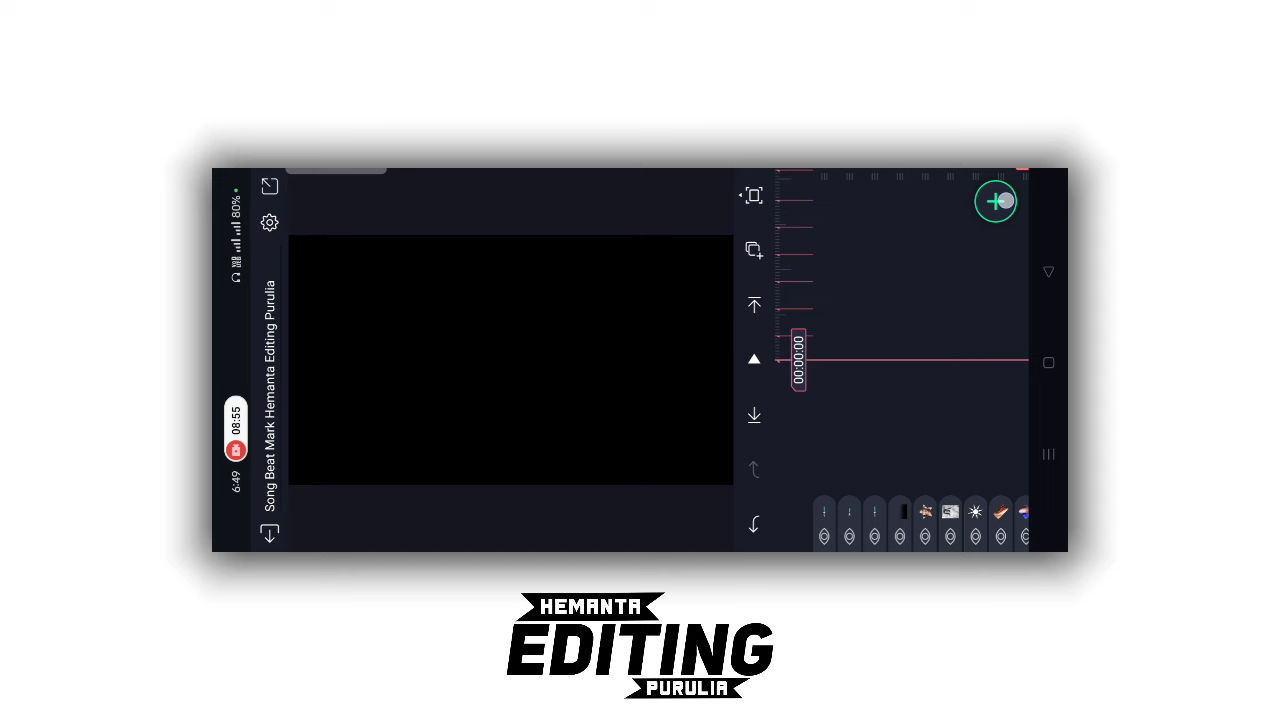 6:49
08:55
80%
Song Beat Mark Hemanta Editing Purulia
00:00:00
HEMANTA
EDITING
PURULIA